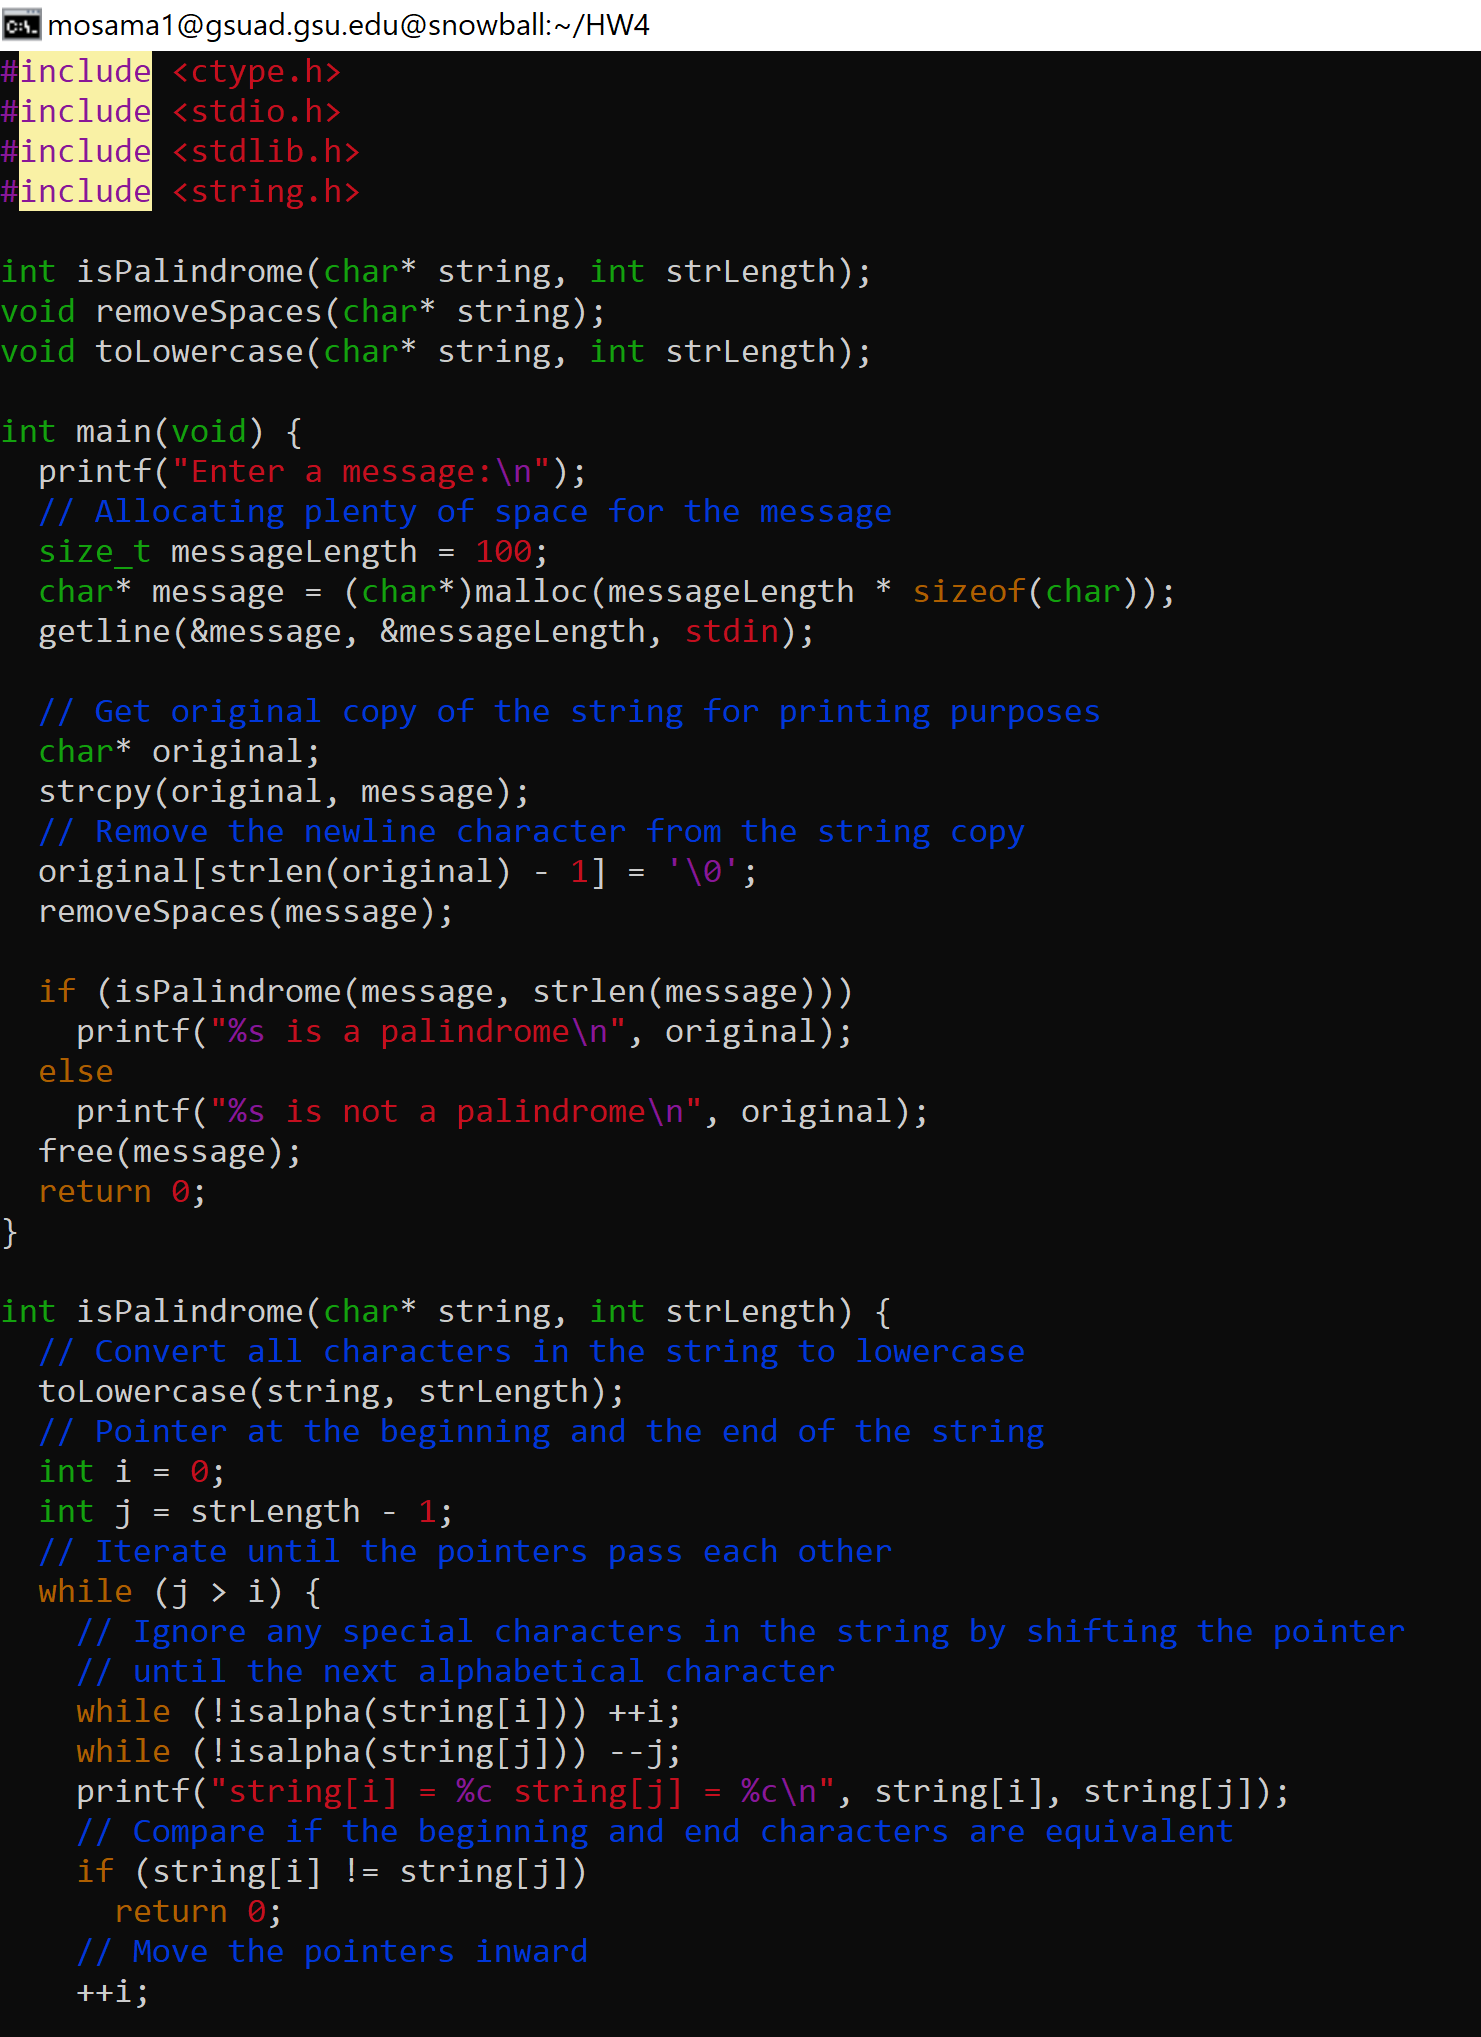 mosama1@gsuad.gsu.edu@snowball:~/HW4
#include <ctype.h>
#include <stdio.h>
#include <stdlib.h>
#include <string.h>

int isPalindrome(char* string, int strLength);
void removeSpaces(char* string);
void toLowercase(char* string, int strLength);

int main(void) {
  printf("Enter a message:\n");
  // Allocating plenty of space for the message
  size_t messageLength = 100;
  char* message = (char*)malloc(messageLength * sizeof(char));
  getline(&message, &messageLength, stdin);

  // Get original copy of the string for printing purposes
  char* original;
  strcpy(original, message);
  // Remove the newline character from the string copy
  original[strlen(original) - 1] = '\0';
  removeSpaces(message);

  if (isPalindrome(message, strlen(message)))
    printf("%s is a palindrome\n", original);
  else
    printf("%s is not a palindrome\n", original);
  free(message);
  return 0;
}

int isPalindrome(char* string, int strLength) {
  // Convert all characters in the string to lowercase
  toLowercase(string, strLength);
  // Pointer at the beginning and the end of the string
  int i = 0;
  int j = strLength - 1;
  // Iterate until the pointers pass each other
  while (j > i) {
    // Ignore any special characters in the string by shifting the pointer
    // until the next alphabetical character
    while (!isalpha(string[i])) ++i;
    while (!isalpha(string[j])) --j;
    printf("string[i] = %c string[j] = %c\n", string[i], string[j]);
    // Compare if the beginning and end characters are equivalent
    if (string[i] != string[j])
      return 0;
    // Move the pointers inward
    ++i;